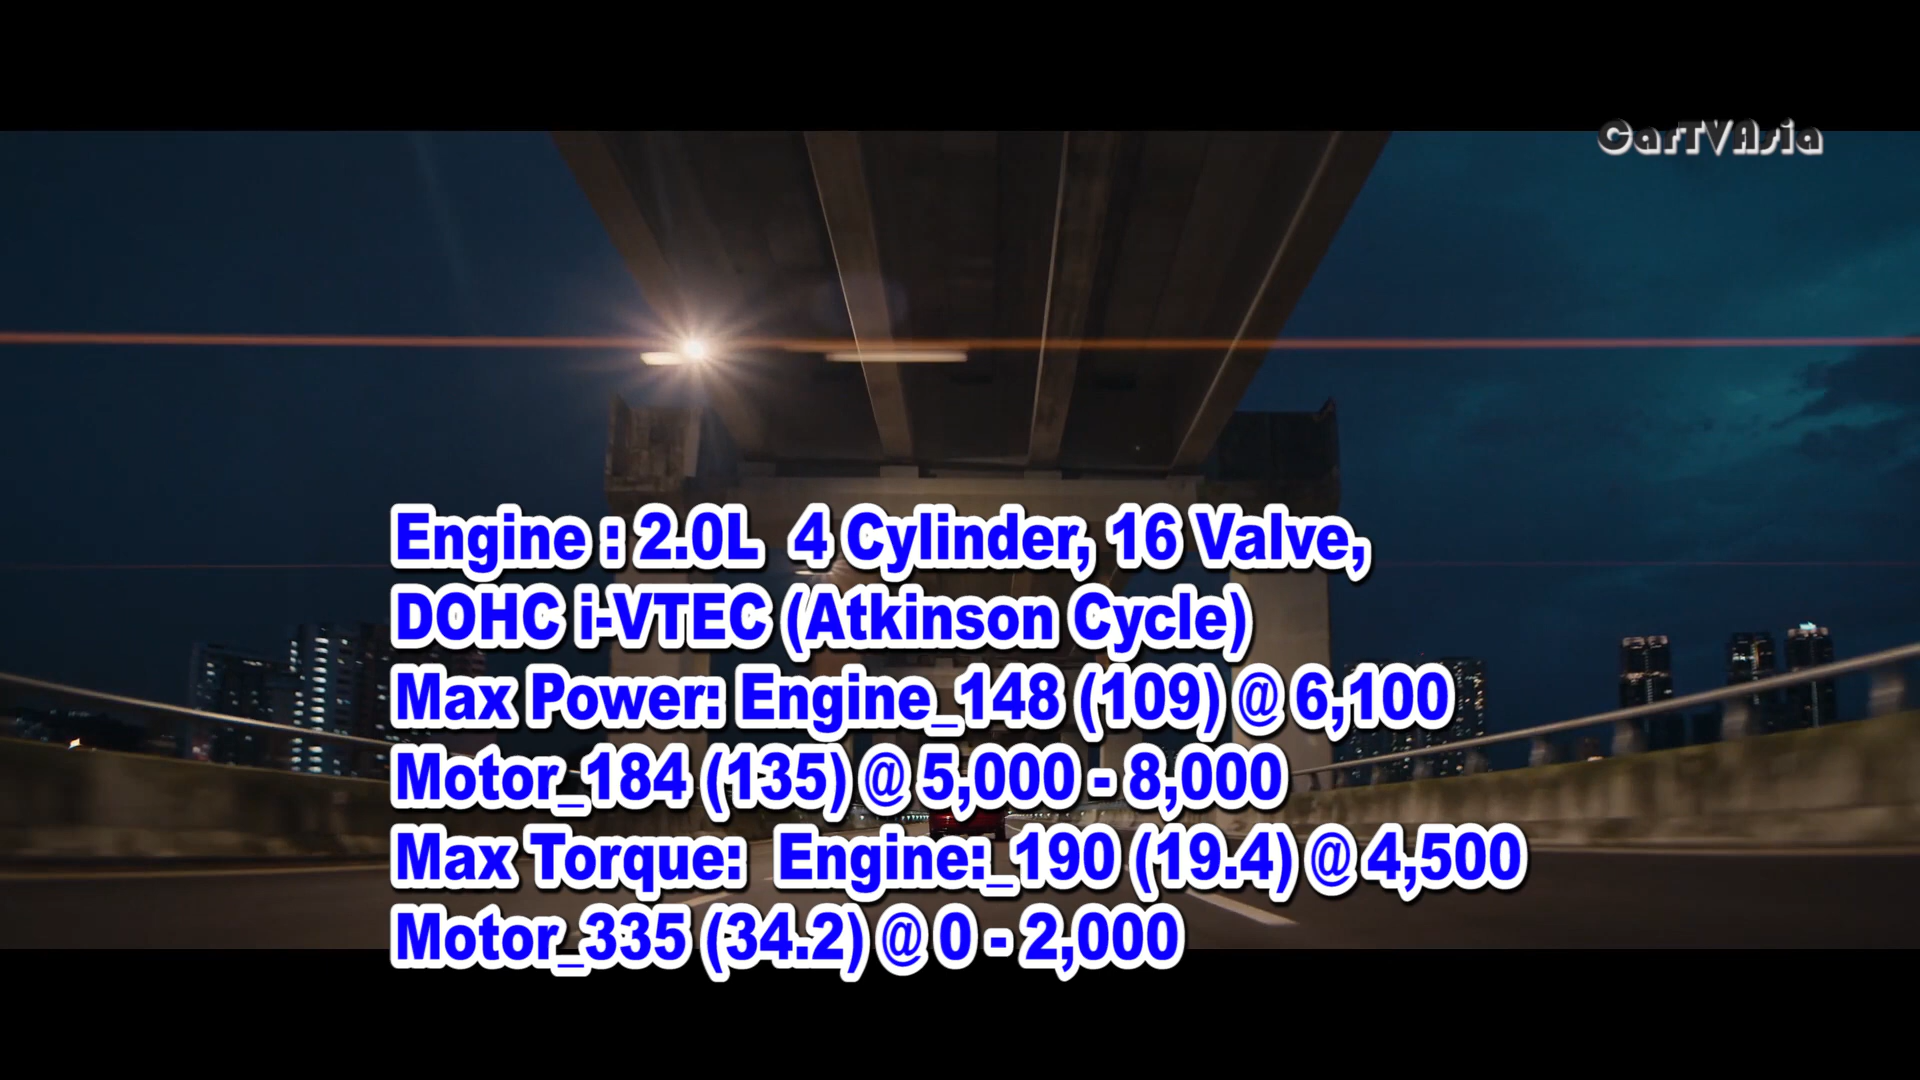 CarTVAsia
Engine : 2.0L  4 Cylinder, 16 Valve,
DOHC i-VTEC (Atkinson Cycle)
Max Power: Engine_148 (109) @ 6,100
Motor_184 (135) @ 5,000 - 8,000
Max Torque:  Engine:_190 (19.4) @ 4,500
Motor_335 (34.2) @ 0 - 2,000